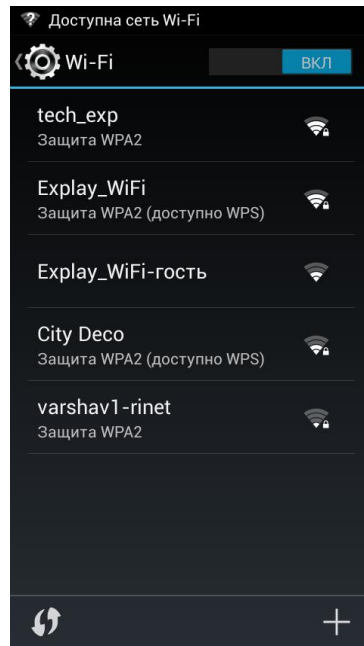 Доступна сеть Wi-Fi
Wi-Fi
ВКЛ
tech_exp
Защита WPA2
Explay_WiFi
Защита WPA2 (доступно WPS)
Explay_WiFi-гость
City Deco
Защита WPA2 (доступно WPS)
varshav1-rinet
Защита WPA2